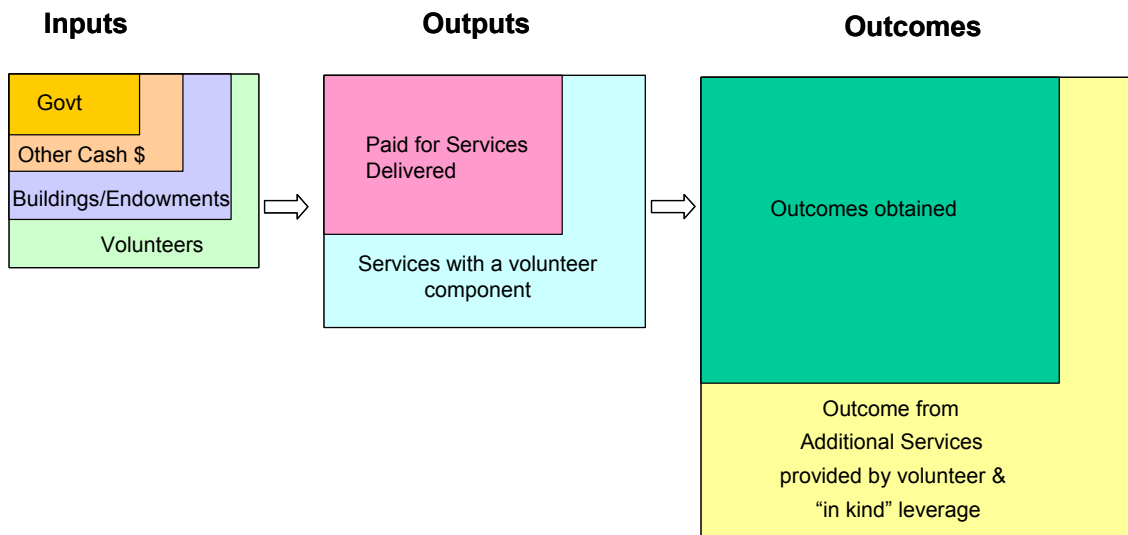 Inputs
Outputs
Outcomes
Govt
Other Cash $
Buildings/Endowments
Volunteers
Paid for Services
Delivered
Services with a volunteer
component
Outcomes obtained
Outcome from
Additional Services
provided by volunteer &
“in kind” leverage